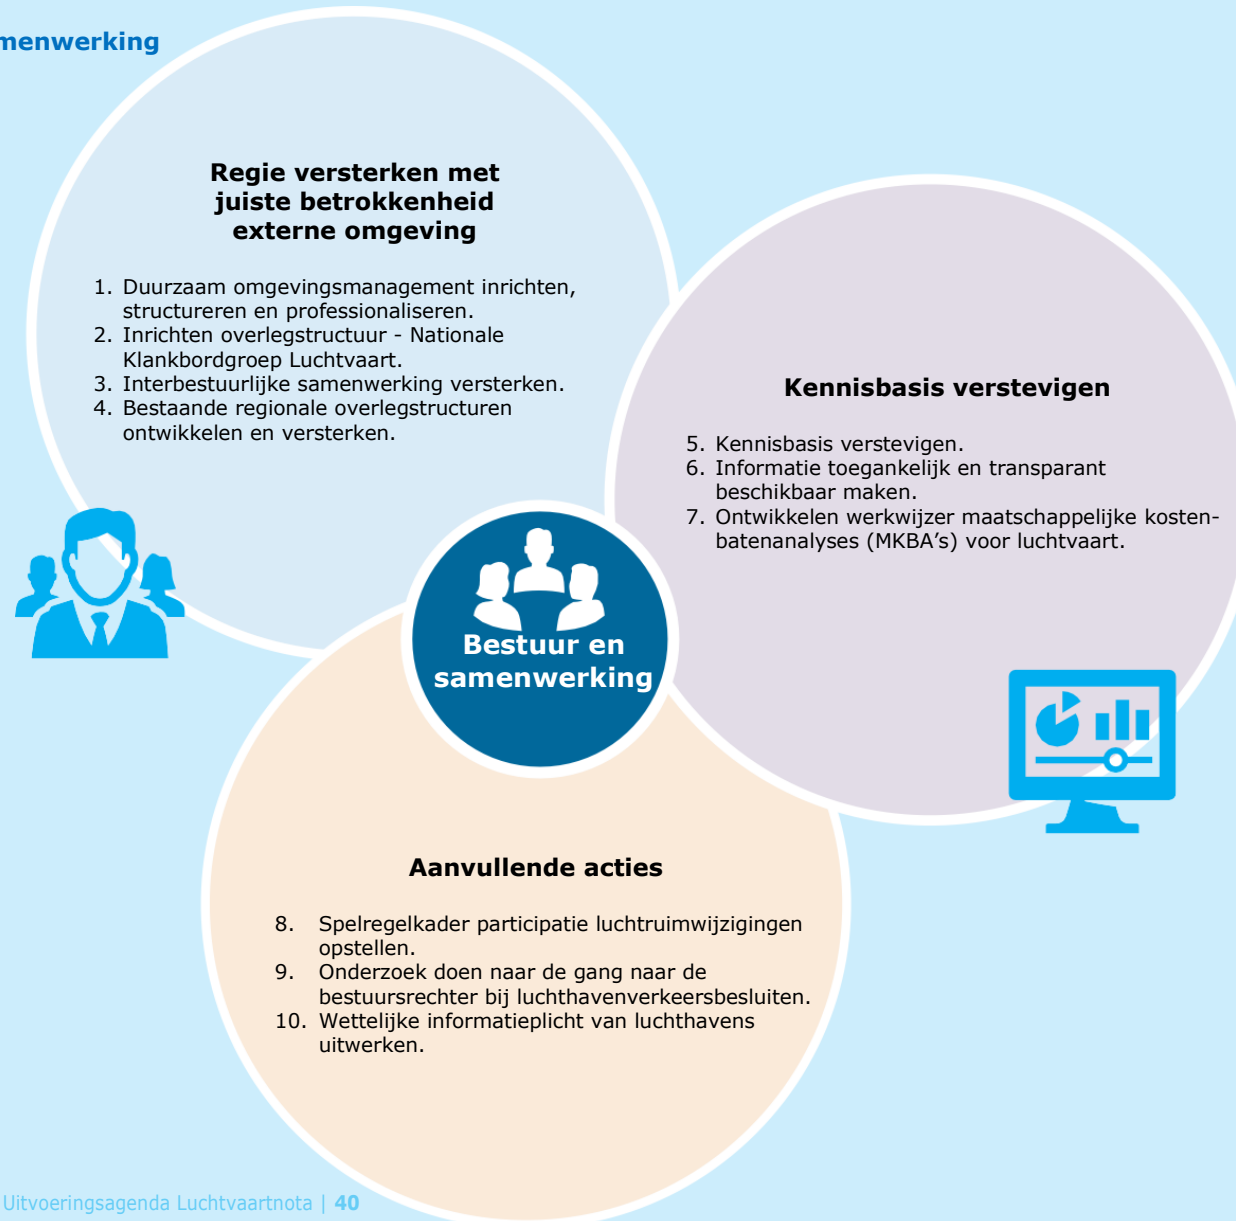 menwerking
Regie versterken met
juiste betrokkenheid
externe omgeving
1. Duurzaam omgevingsmanagement inrichten,
structureren en professionaliseren.
2. Inrichten overlegstructuur - Nationale
Klankbordgroep Luchtvaart.
3. Interbestuurlijke samenwerking versterken.
4. Bestaande regionale overlegstructuren
ontwikkelen en versterken.
Kennisbasis verstevigen
5. Kennisbasis verstevigen.
6. Informatie toegankelijk en transparant
beschikbaar maken.
7. Ontwikkelen werkwijzer maatschappelijke kosten-
batenanalyses (MKBA’s) voor luchtvaart.
Bestuur en
samenwerking
Aanvullende acties
8. Spelregelkader participatie luchtruimwijzigingen
opstellen.
9. Onderzoek doen naar de gang naar de
bestuursrechter bij luchthavenverkeersbesluiten.
10. Wettelijke informatieplicht van luchthavens
uitwerken.
Uitvoeringsagenda Luchtvaartnota | 40